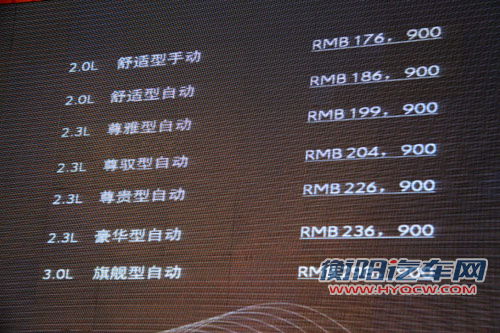 2.0L 舒适型手动 RMB 176，900
2.0L 舒适型自动 RMB 186，900
2.3L 尊雅型自动 RMB 199，900
2.3L 尊驭型自动 RMB 204，900
2.3L 尊贵型自动 RMB 226，900
2.3L 豪华型自动 RMB 236，900
3.0L 旗舰型自动 RMB
衡阳汽车网
WWW.HYQCW.COM